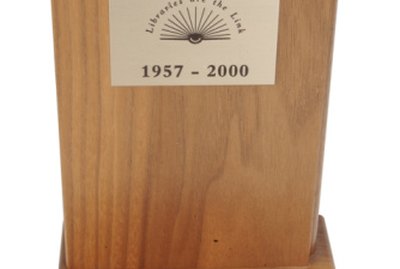 Libraries are the Link
1957 – 2000